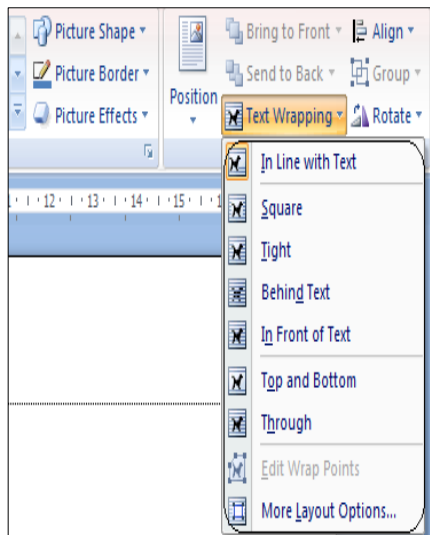 Picture Shape Bring to Front Align
Picture Border Send to Back Group
Position
Picture Effects Text Wrapping Rotate
In Line with Text
12 13 14 15
Square
Tight
Behind Text
In Front of Text
Top and Bottom
Through
Edit Wrap Points
More Layout Options...